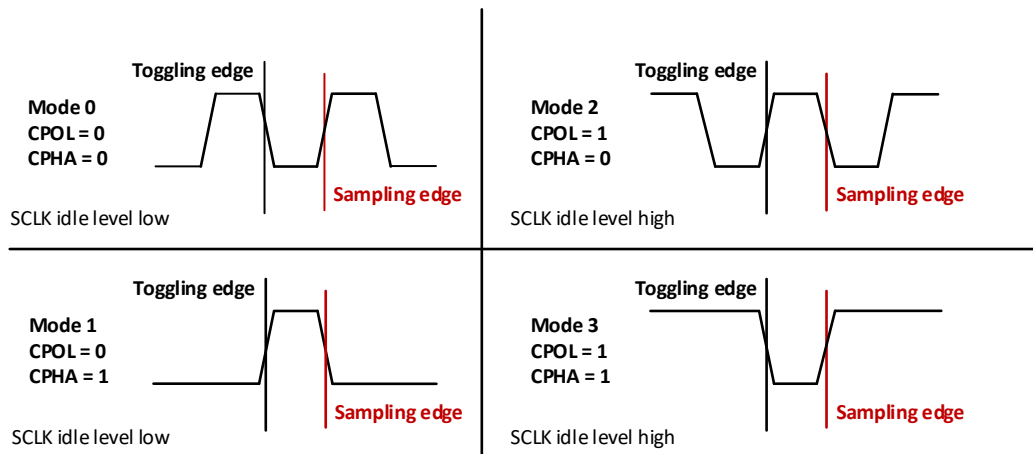 Toggling edge
Mode 0
CPOL = 0
CPHA = 0
Sampling edge
SCLK idle level low
Toggling edge
Mode 2
CPOL = 1
CPHA = 0
Sampling edge
SCLK idle level high
Toggling edge
Mode 1
CPOL = 0
CPHA = 1
Sampling edge
SCLK idle level low
Toggling edge
Mode 3
CPOL = 1
CPHA = 1
Sampling edge
SCLK idle level high